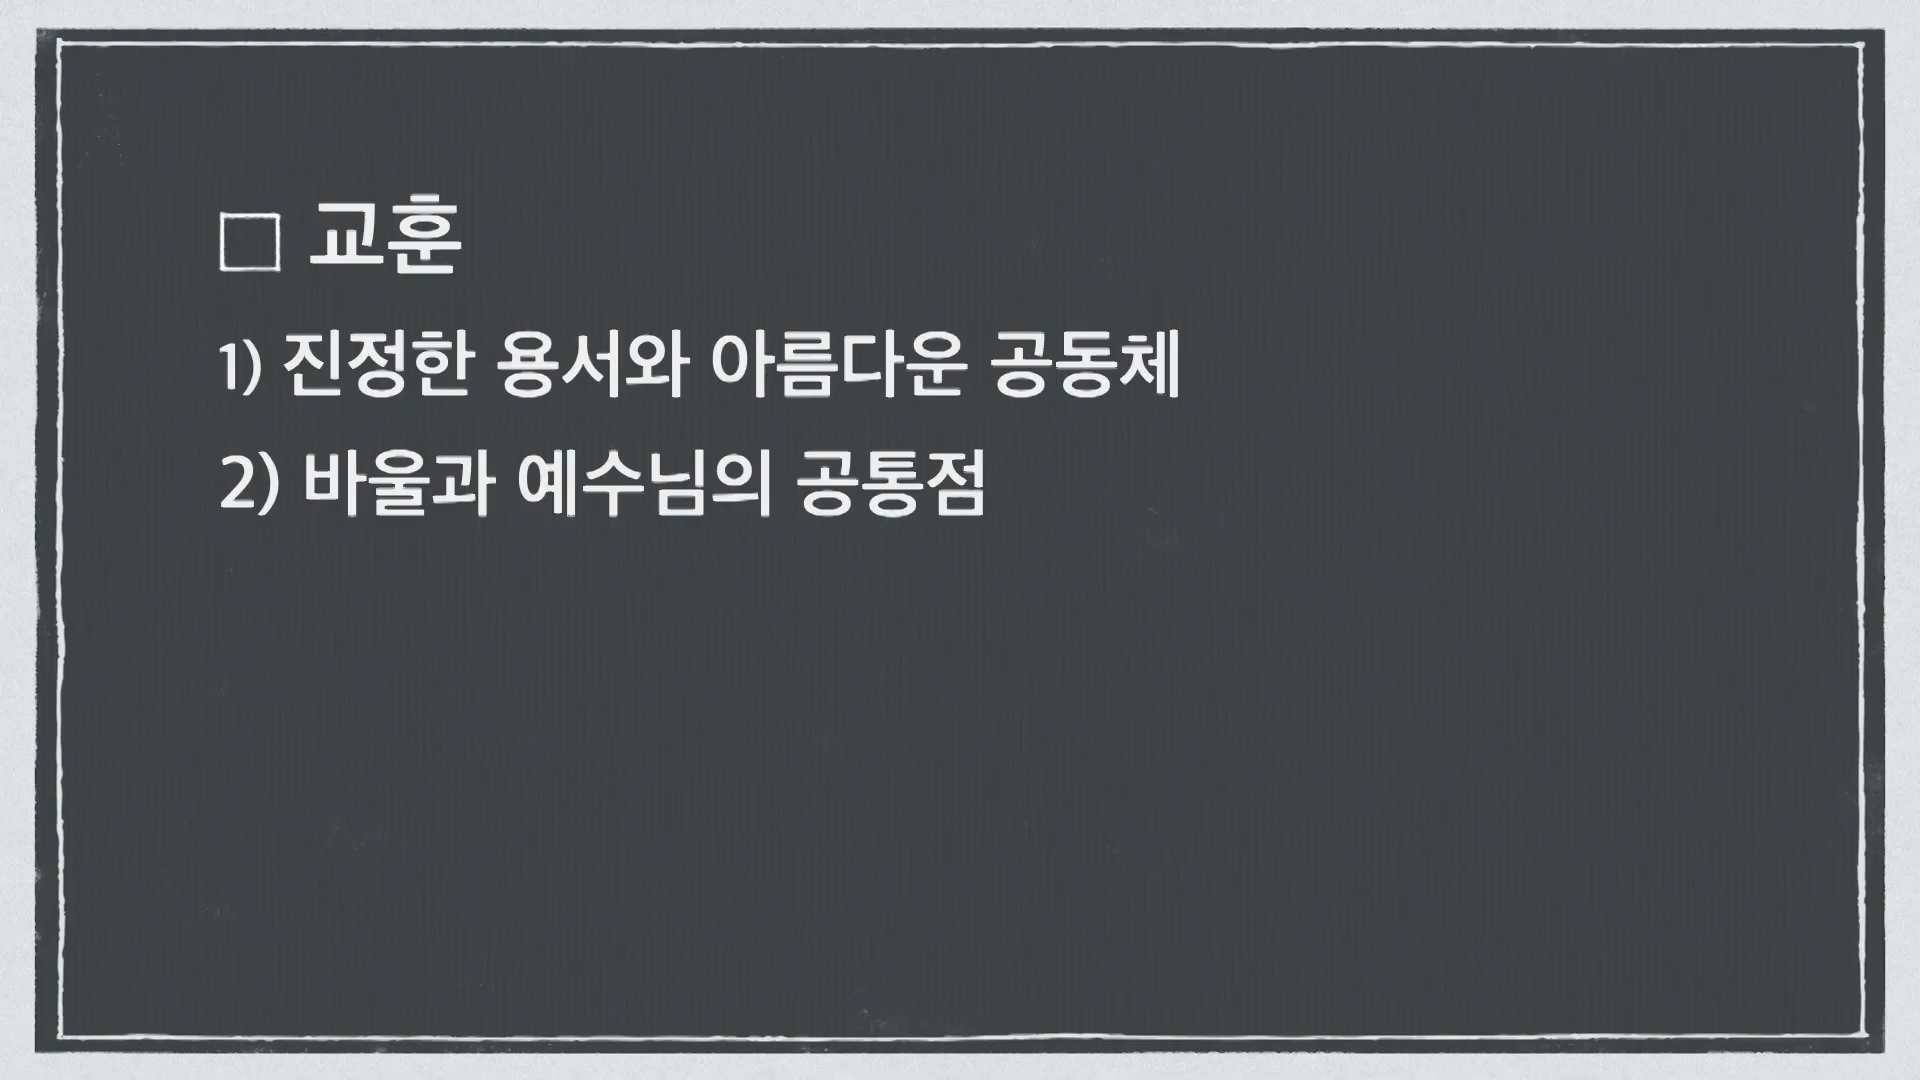 □ 교훈
1) 진정한 용서와 아름다운 공동체
2) 바울과 예수님의 공통점